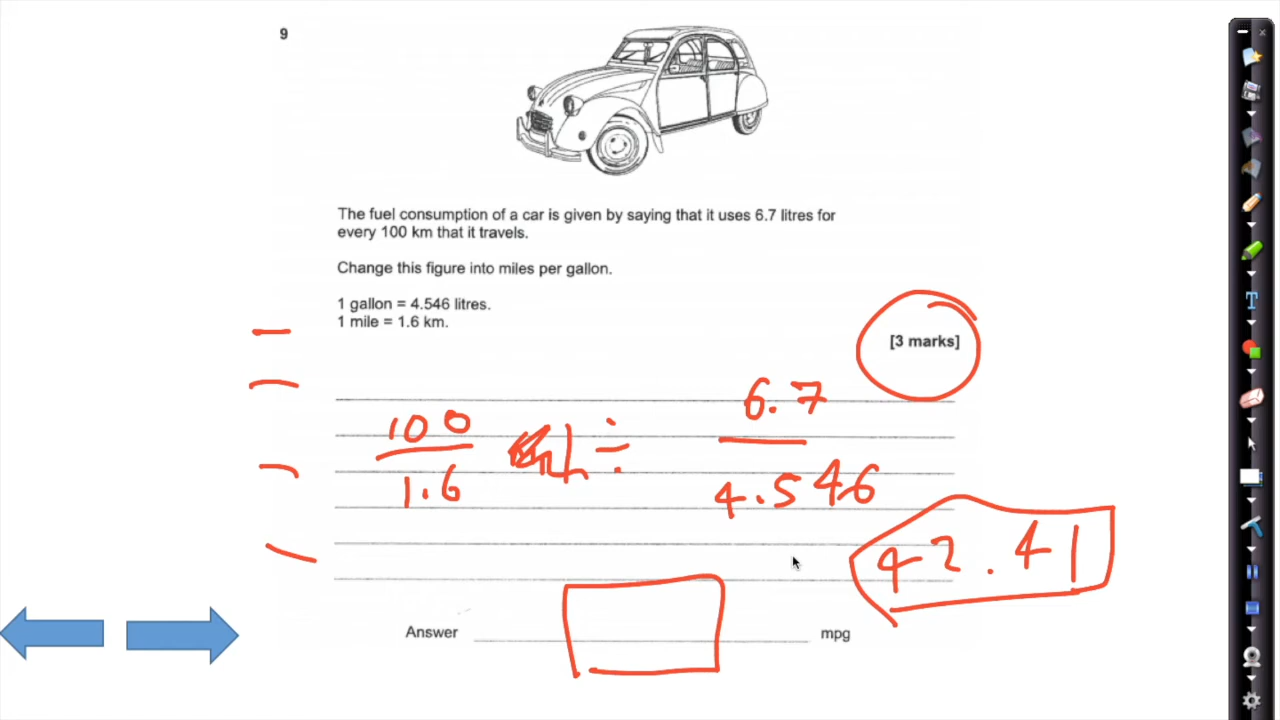 9
The fuel consumption of a car is given by saying that it uses 6.7 litres for
every 100 km that it travels.
Change this figure into miles per gallon.
1 gallon = 4.546 litres.
1 mile = 1.6 km.
[3 marks]
100 ÷ 6.7
1.6 4.546
42.41
Answer mpg